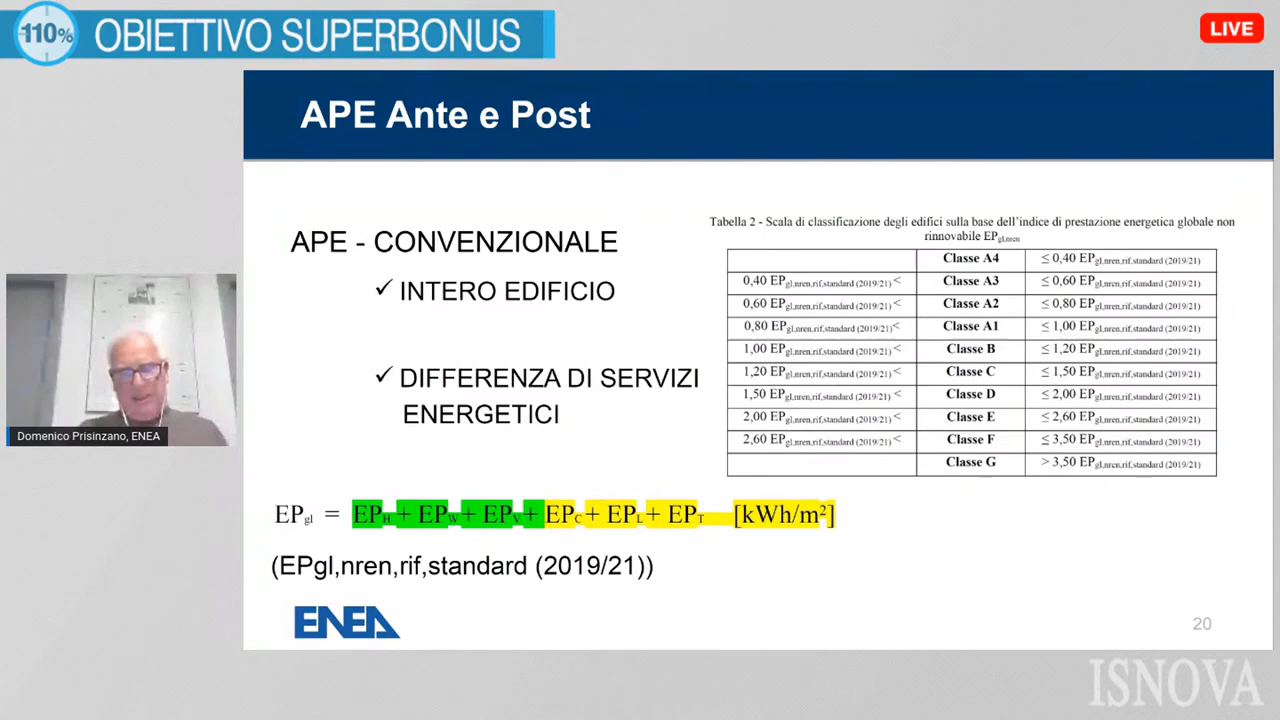 110%
OBIETTIVO SUPERBONUS
LIVE
APE Ante e Post
APE - CONVENZIONALE
✓ INTERO EDIFICIO
✓ DIFFERENZA DI SERVIZI
ENERGETICI
Tabella 2 - Scala di classificazione degli edifici sulla base dell'indice di prestazione energetica globale non
rinnovabile EPgl,nren
Classe A4 ≤ 0,40 EPgl,nren,rif,standard (2019/21)
0,40 EPgl,nren,rif,standard (2019/21) < Classe A3 ≤ 0,60 EPgl,nren,rif,standard (2019/21)
0,60 EPgl,nren,rif,standard (2019/21) < Classe A2 ≤ 0,80 EPgl,nren,rif,standard (2019/21)
0,80 EPgl,nren,rif,standard (2019/21)< Classe A1 ≤ 1,00 EPgl,nren,rif,standard (2019/21)
1,00 EPgl,nren,rif,standard (2019/21) < Classe B ≤ 1,20 EPgl,nren,rif,standard (2019/21)
1,20 EPgl,nren,rif,standard (2019/21) < Classe C ≤ 1,50 EPgl,nren,rif,standard (2019/21)
1,50 EPgl,nren,rif,standard (2019/21) < Classe D ≤ 2,00 EPgl,nren,rif,standard (2019/21)
2,00 EPgl,nren,rif,standard (2019/21) < Classe E ≤ 2,60 EPgl,nren,rif,standard (2019/21)
2,60 EPgl,nren,rif,standard (2019/21) < Classe F ≤ 3,50 EPgl,nren,rif,standard (2019/21)
Classe G > 3,50 EPgl,nren,rif,standard (2019/21)
Domenico Prisinzano, ENEA
EPgl = EPH + EPW + EPV + EPC + EPL + EPT [kWh/m²]
(EPgl,nren,rif,standard (2019/21))
ENEA
20
ISNOVA